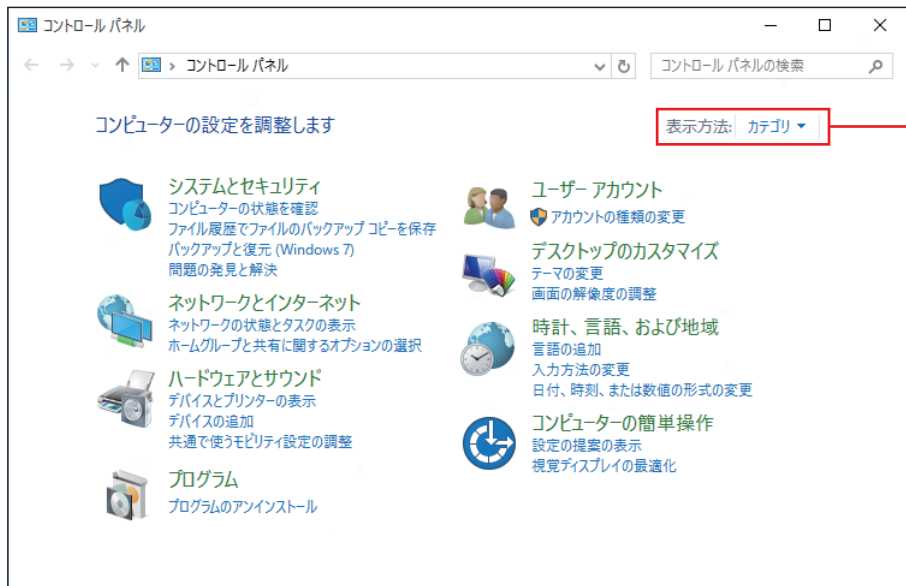 コントロール パネル
コントロール パネル
コントロール パネルの検索
コンピューターの設定を調整します
表示方法: カテゴリ
システムとセキュリティ
コンピューターの状態を確認
ファイル履歴でファイルのバックアップ コピーを保存
バックアップと復元 (Windows 7)
問題の発見と解決
ネットワークとインターネット
ネットワークの状態とタスクの表示
ホームグループと共有に関するオプションの選択
ハードウェアとサウンド
デバイスとプリンターの表示
デバイスの追加
共通で使うモビリティ設定の調整
プログラム
プログラムのアンインストール
ユーザー アカウント
アカウントの種類の変更
デスクトップのカスタマイズ
テーマの変更
画面の解像度の調整
時計、言語、および地域
言語の追加
入力方法の変更
日付、時刻、または数値の形式の変更
コンピューターの簡単操作
設定の提案の表示
視覚ディスプレイの最適化